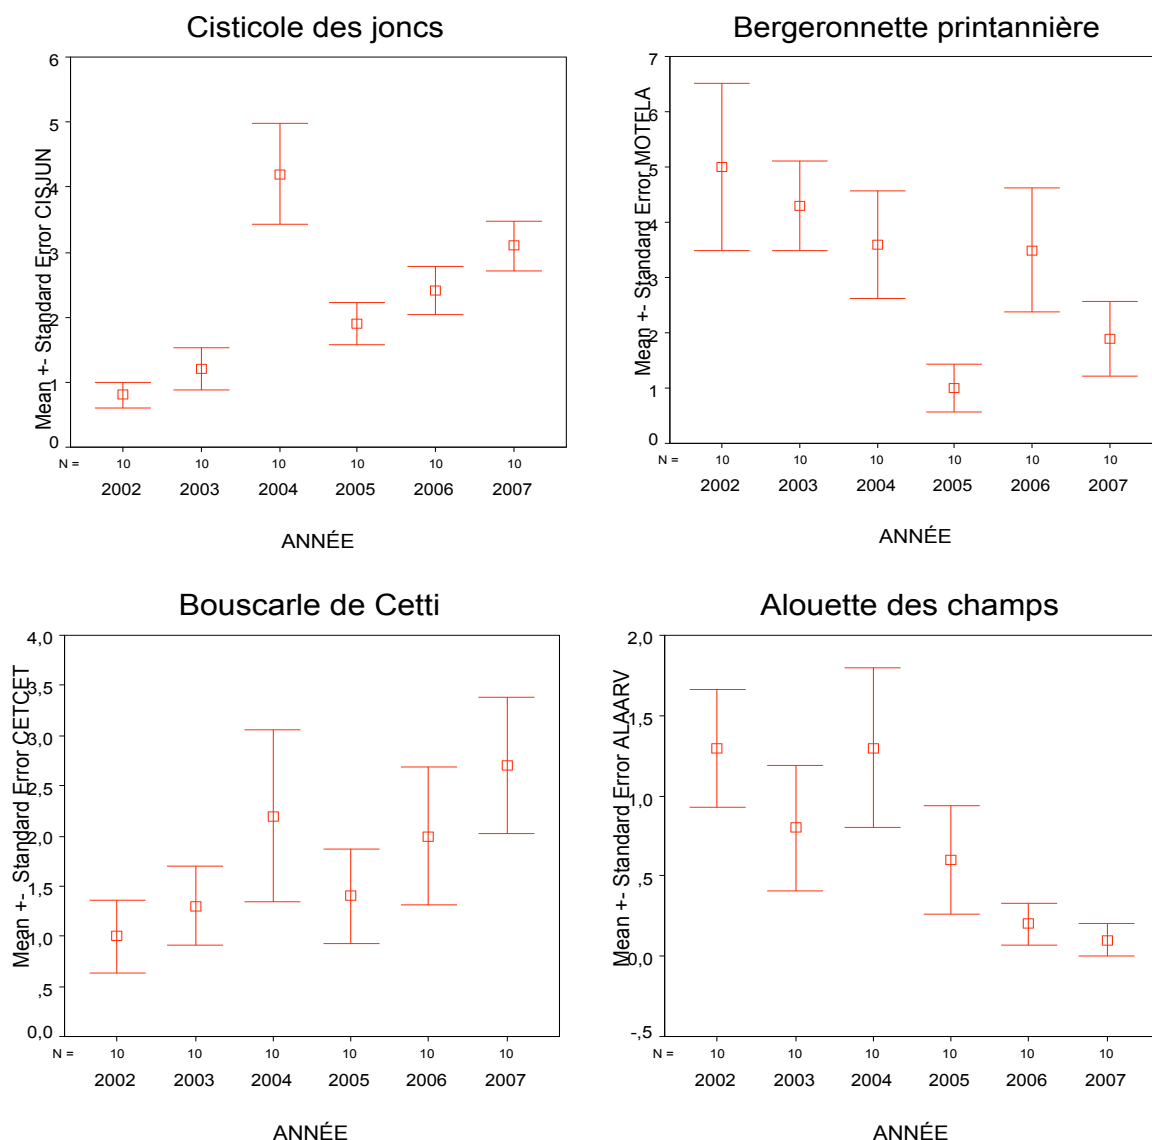 Cisticole des joncs
Mean +- Standard Error CISJUN
6
5
4
3
2
1
0
N = 10 10 10 10 10 10
2002 2003 2004 2005 2006 2007
ANNÉE
Bergeronnette printannière
Mean +- Standard Error MOTFLA
7
6
5
4
3
2
1
0
N = 10 10 10 10 10 10
2002 2003 2004 2005 2006 2007
ANNÉE
Bouscarle de Cetti
Mean +- Standard Error CETCET
4,0
3,5
3,0
2,5
2,0
1,5
1,0
,5
0,0
N = 10 10 10 10 10 10
2002 2003 2004 2005 2006 2007
ANNÉE
Alouette des champs
Mean +- Standard Error ALAARV
2,0
1,5
1,0
,5
0,0
-,5
N = 10 10 10 10 10 10
2002 2003 2004 2005 2006 2007
ANNÉE